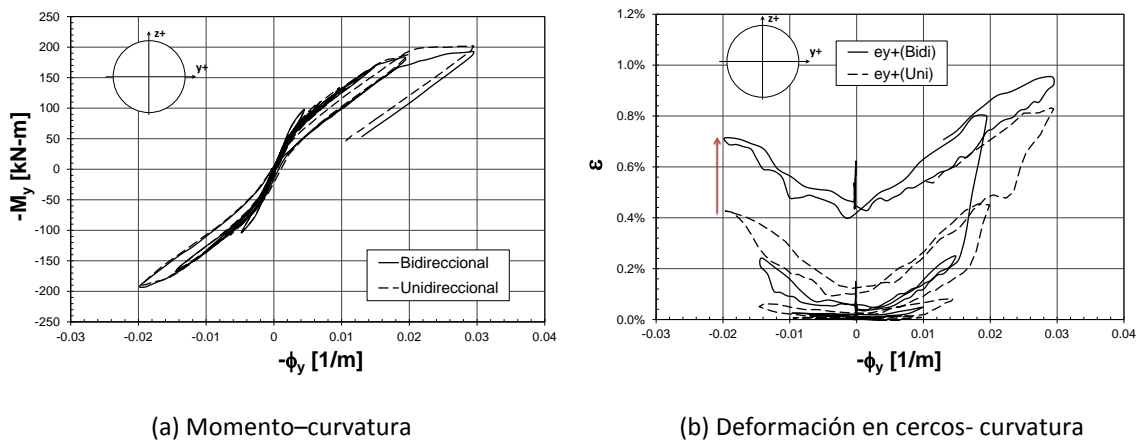 z+
y+
-M_y [kN-m]
250
200
150
100
50
0
-50
-100
-150
-200
-250
-0.03 -0.02 -0.01 0 0.01 0.02 0.03 0.04
-ϕ_y [1/m]
Bidireccional
Unidireccional
(a) Momento–curvatura
z+
y+
ey+(Bidi)
ey+(Uni)
ε
1.2%
1.0%
0.8%
0.6%
0.4%
0.2%
0.0%
-0.03 -0.02 -0.01 0 0.01 0.02 0.03 0.04
-ϕ_y [1/m]
(b) Deformación en cercos- curvatura